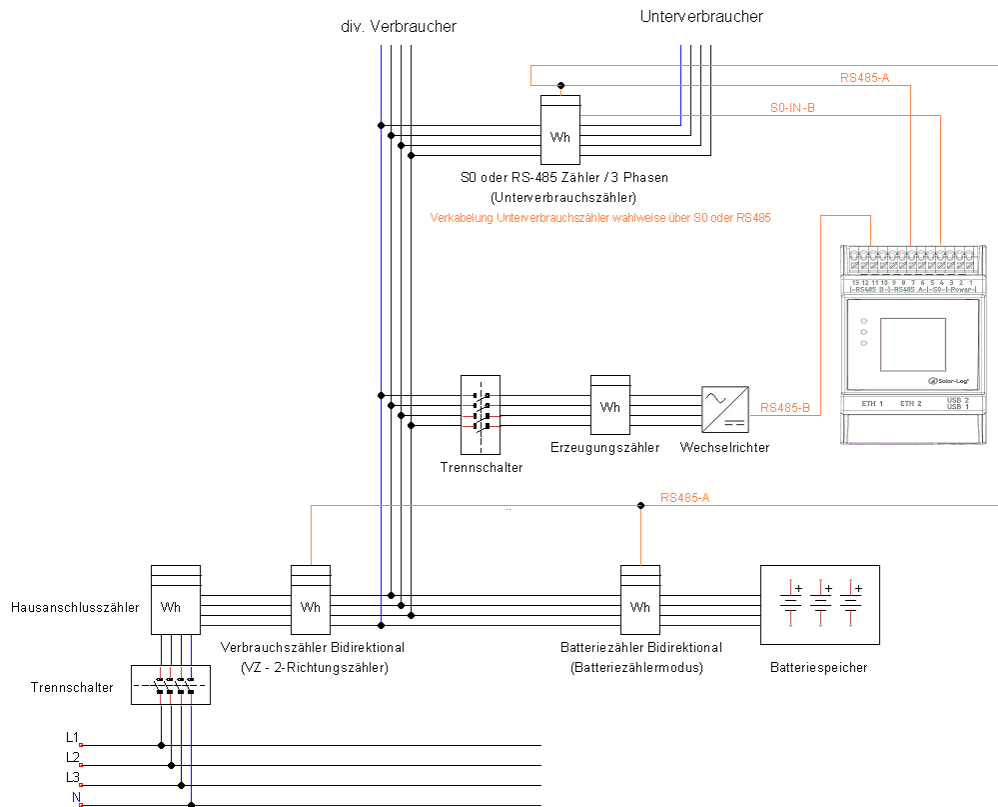 div. Verbraucher
Unterverbraucher
RS485-A
S0-IN-B
Wh
S0 oder RS-485 Zähler / 3 Phasen
(Unterverbrauchszähler)
Verkabelung Unterverbrauchszähler wahlweise über S0 oder RS485
13 12 11 10 9 8 7 6 5 4 3 2 1
|-RS485 B-|-RS485 A-|-S0-|-Power-|
Solar-Log®
ETH 1 ETH 2 USB 2
USB 1
Wh
RS485-B
Trennschalter
Erzeugungszähler
Wechselrichter
RS485-A
Hausanschlusszähler
Wh
Wh
Wh
Verbrauchszähler Bidirektional
(VZ - 2-Richtungszähler)
Batteriezähler Bidirektional
(Batteriezählermodus)
Batteriespeicher
Trennschalter
L1
L2
L3
N